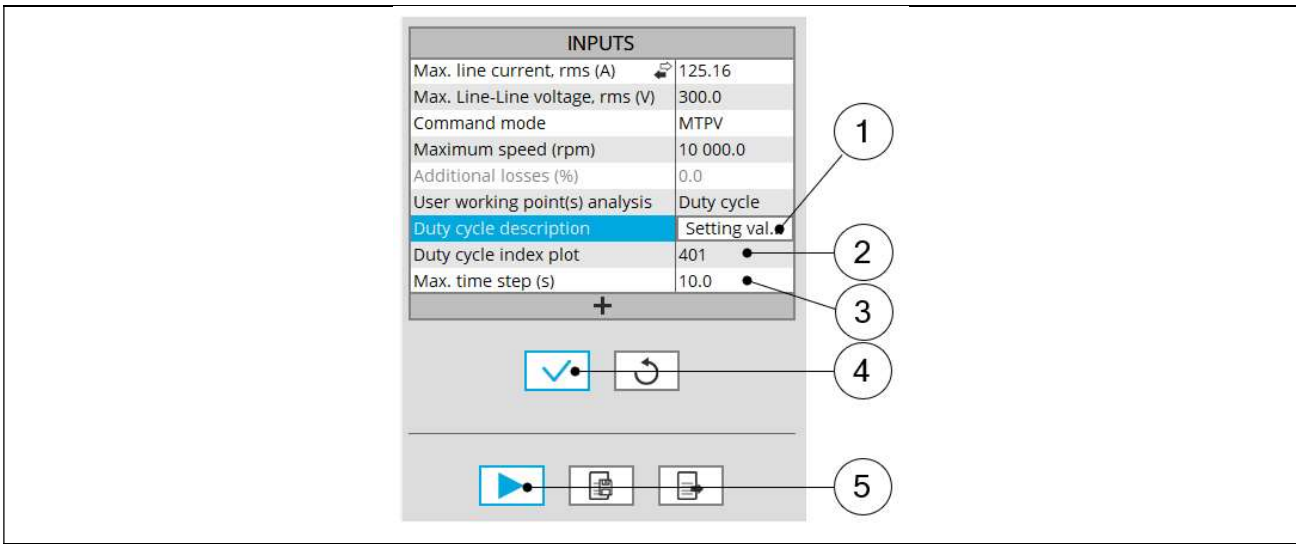 INPUTS
Max. line current, rms (A) 125.16
Max. Line-Line voltage, rms (V) 300.0
Command mode MTPV
Maximum speed (rpm) 10 000.0
Additional losses (%) 0.0
User working point(s) analysis Duty cycle
Duty cycle description Setting val.
Duty cycle index plot 401
Max. time step (s) 10.0
+
1
2
3
4
5